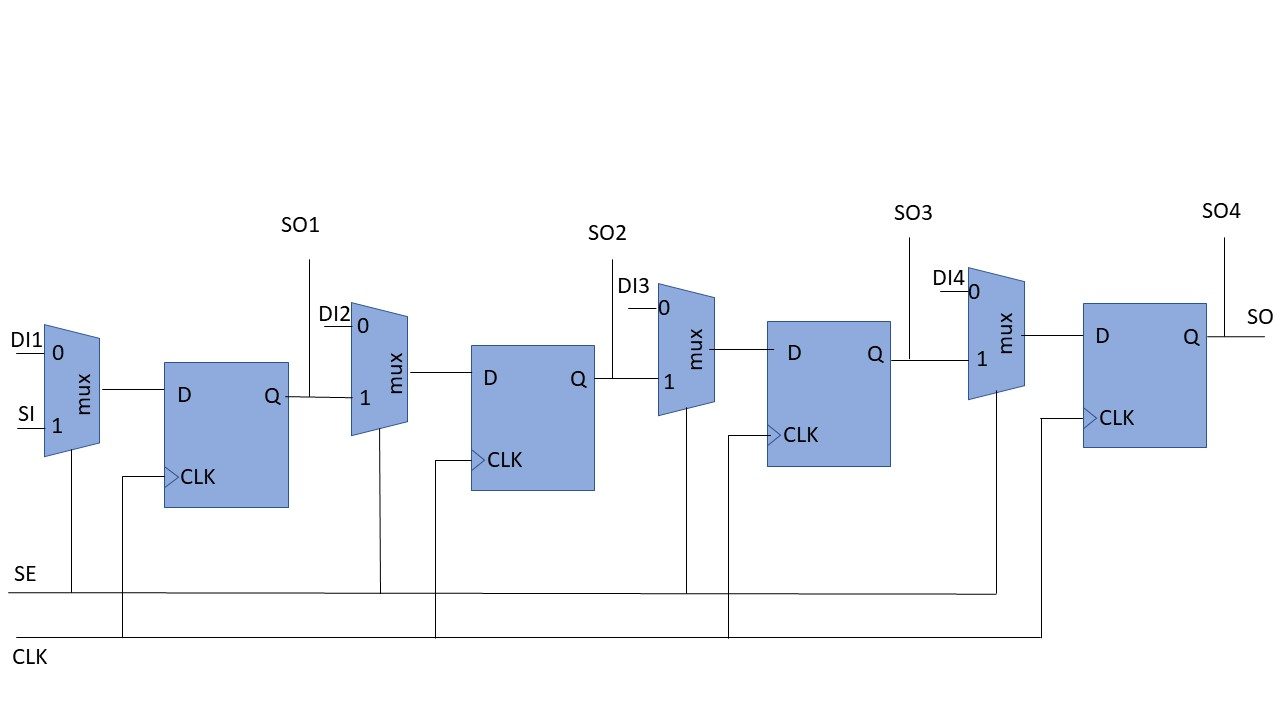 SO1
SO2
SO3
SO4
DI1
0
SI
1
mux
D
Q
CLK
DI2
0
1
mux
D
Q
CLK
DI3
0
1
mux
D
Q
CLK
DI4
0
1
mux
D
Q
CLK
SO
SE
CLK